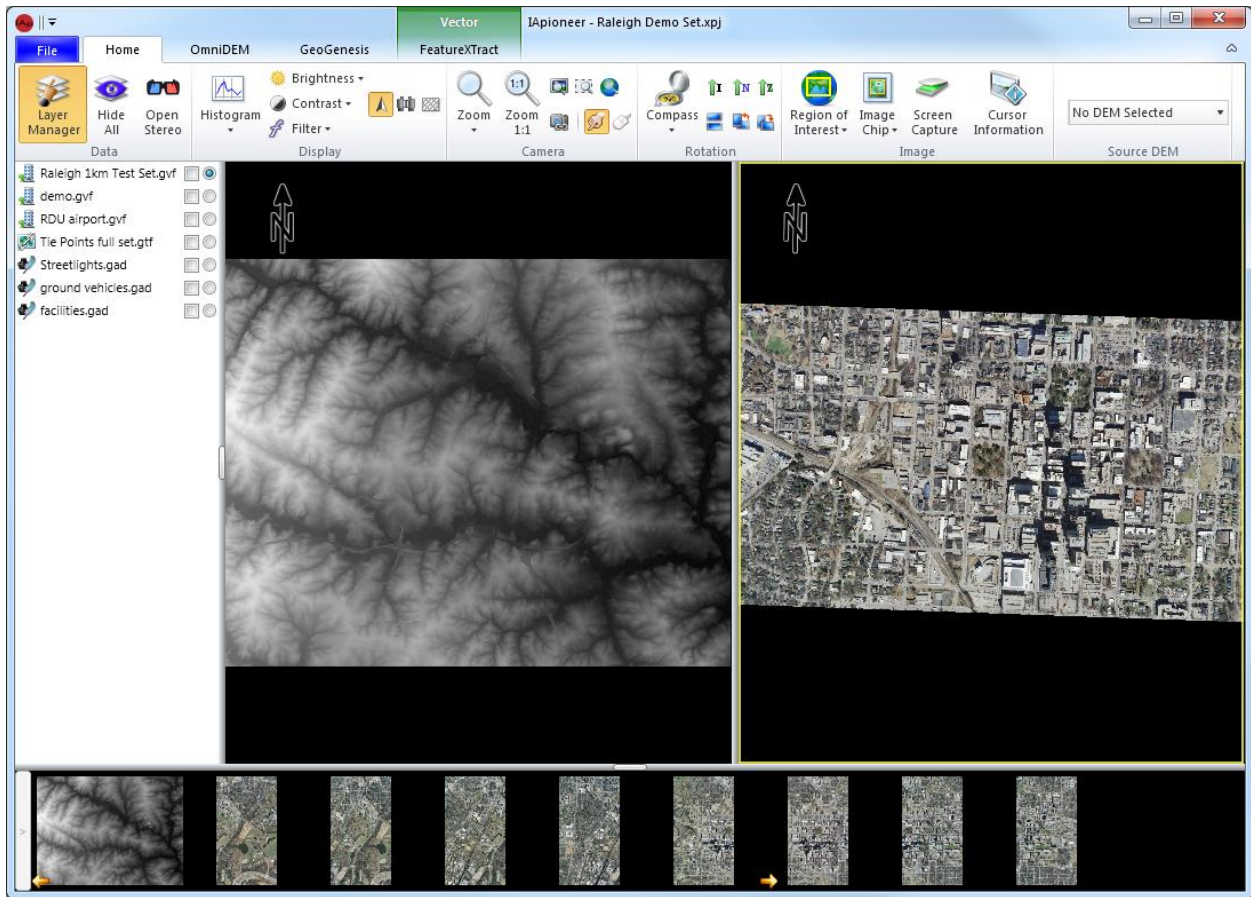 IAp
Vector
IApioneer - Raleigh Demo Set.xpj
File
Home
OmniDEM
GeoGenesis
FeatureXTract
Layer Manager
Hide All
Open Stereo
Data
Histogram
Brightness
Contrast
Filter
Display
Zoom
1:1
Zoom 1:1
Camera
Compass
I
N
Z
Rotation
Region of Interest
Image Chip
Screen Capture
Cursor Information
Image
No DEM Selected
Source DEM
Raleigh 1km Test Set.gvf
demo.gvf
RDU airport.gvf
Tie Points full set.gtf
Streetlights.gad
ground vehicles.gad
facilities.gad
N
N
>